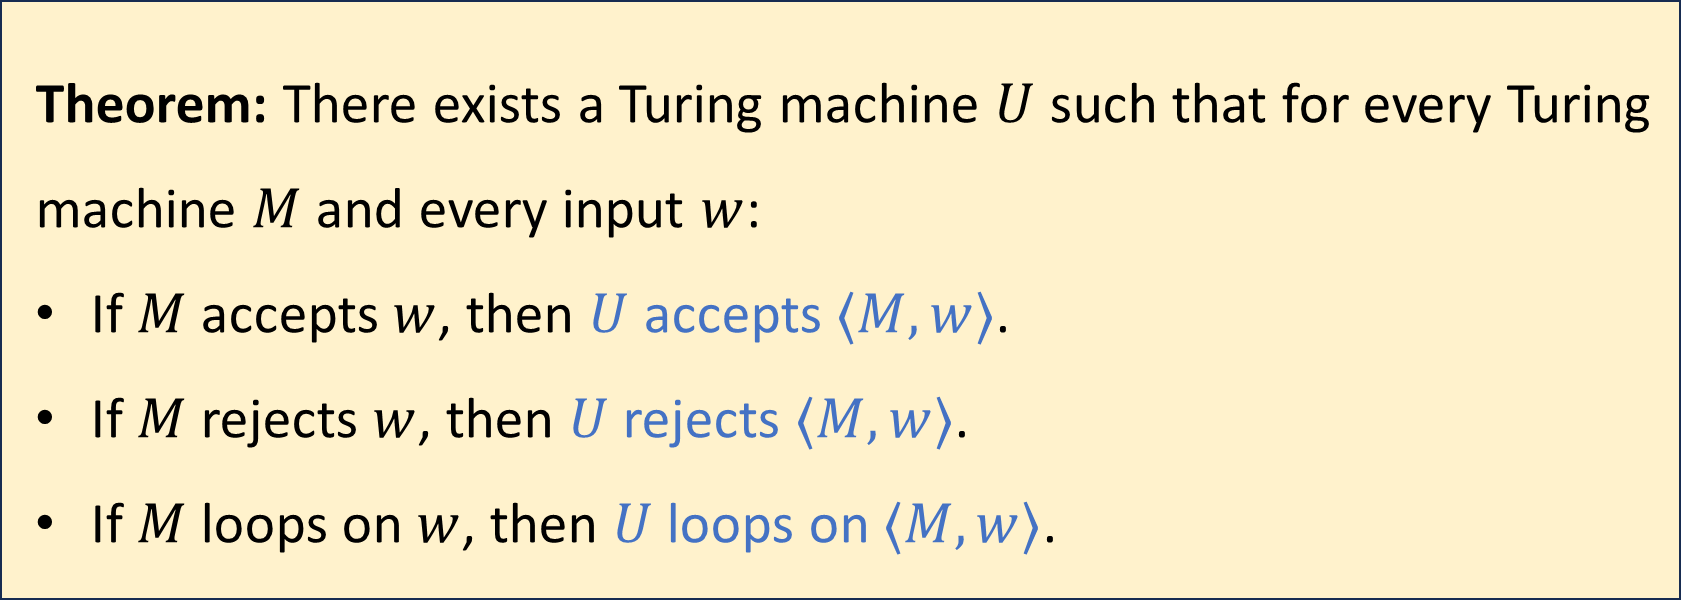 Theorem: There exists a Turing machine 𝑈 such that for every Turing
machine 𝑀 and every input 𝑤:
• If 𝑀 accepts 𝑤, then 𝑈 accepts ⟨𝑀, 𝑤⟩.
• If 𝑀 rejects 𝑤, then 𝑈 rejects ⟨𝑀, 𝑤⟩.
• If 𝑀 loops on 𝑤, then 𝑈 loops on ⟨𝑀, 𝑤⟩.